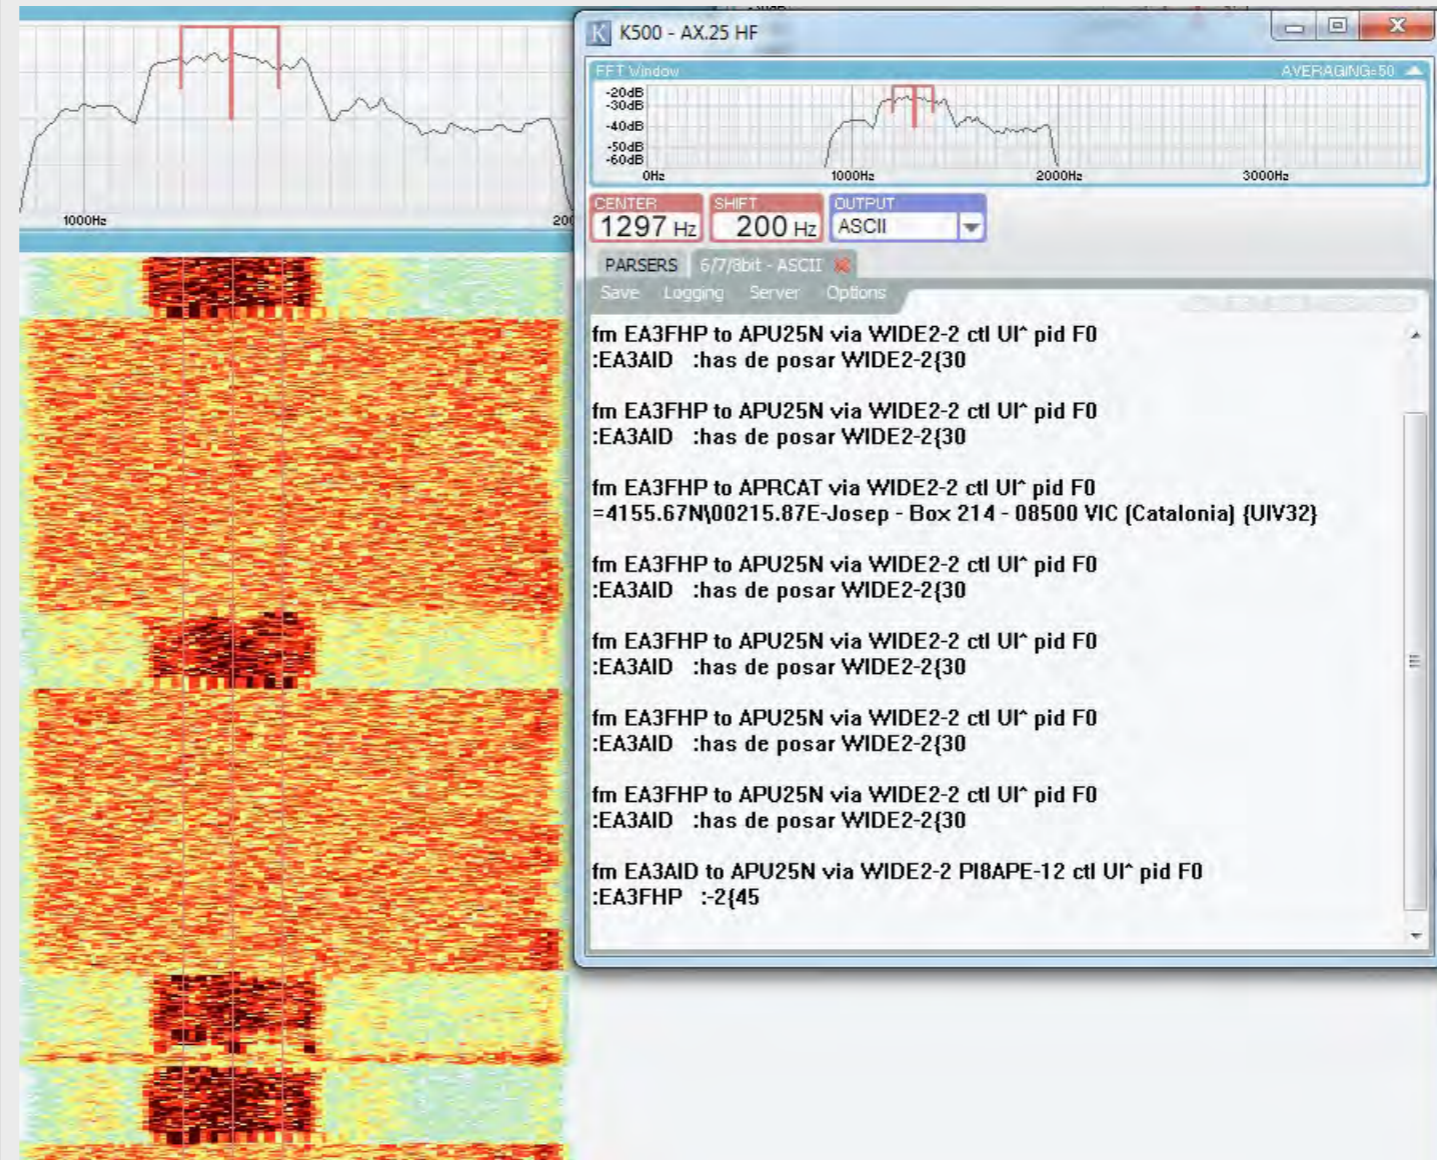 1000Hz
K500 - AX.25 HF
FFT Window
AVERAGING=50
-20dB
-30dB
-40dB
-50dB
-60dB
0Hz
1000Hz
2000Hz
3000Hz
CENTER
SHIFT
OUTPUT
1297 Hz
200 Hz
ASCII
PARSERS
6/7/8bit - ASCII
Save
Logging
Server
Options
fm EA3FHP to APU25N via WIDE2-2 ctl UI^ pid F0
:EA3AID   :has de posar WIDE2-2{30
fm EA3FHP to APU25N via WIDE2-2 ctl UI^ pid F0
:EA3AID   :has de posar WIDE2-2{30
fm EA3FHP to APRCAT via WIDE2-2 ctl UI^ pid F0
=4155.67N\00215.87E-Josep - Box 214 - 08500 VIC (Catalonia) {UIV32}
fm EA3FHP to APU25N via WIDE2-2 ctl UI^ pid F0
:EA3AID   :has de posar WIDE2-2{30
fm EA3FHP to APU25N via WIDE2-2 ctl UI^ pid F0
:EA3AID   :has de posar WIDE2-2{30
fm EA3FHP to APU25N via WIDE2-2 ctl UI^ pid F0
:EA3AID   :has de posar WIDE2-2{30
fm EA3FHP to APU25N via WIDE2-2 ctl UI^ pid F0
:EA3AID   :has de posar WIDE2-2{30
fm EA3AID to APU25N via WIDE2-2 PI8APE-12 ctl UI^ pid F0
:EA3FHP   :-2{45